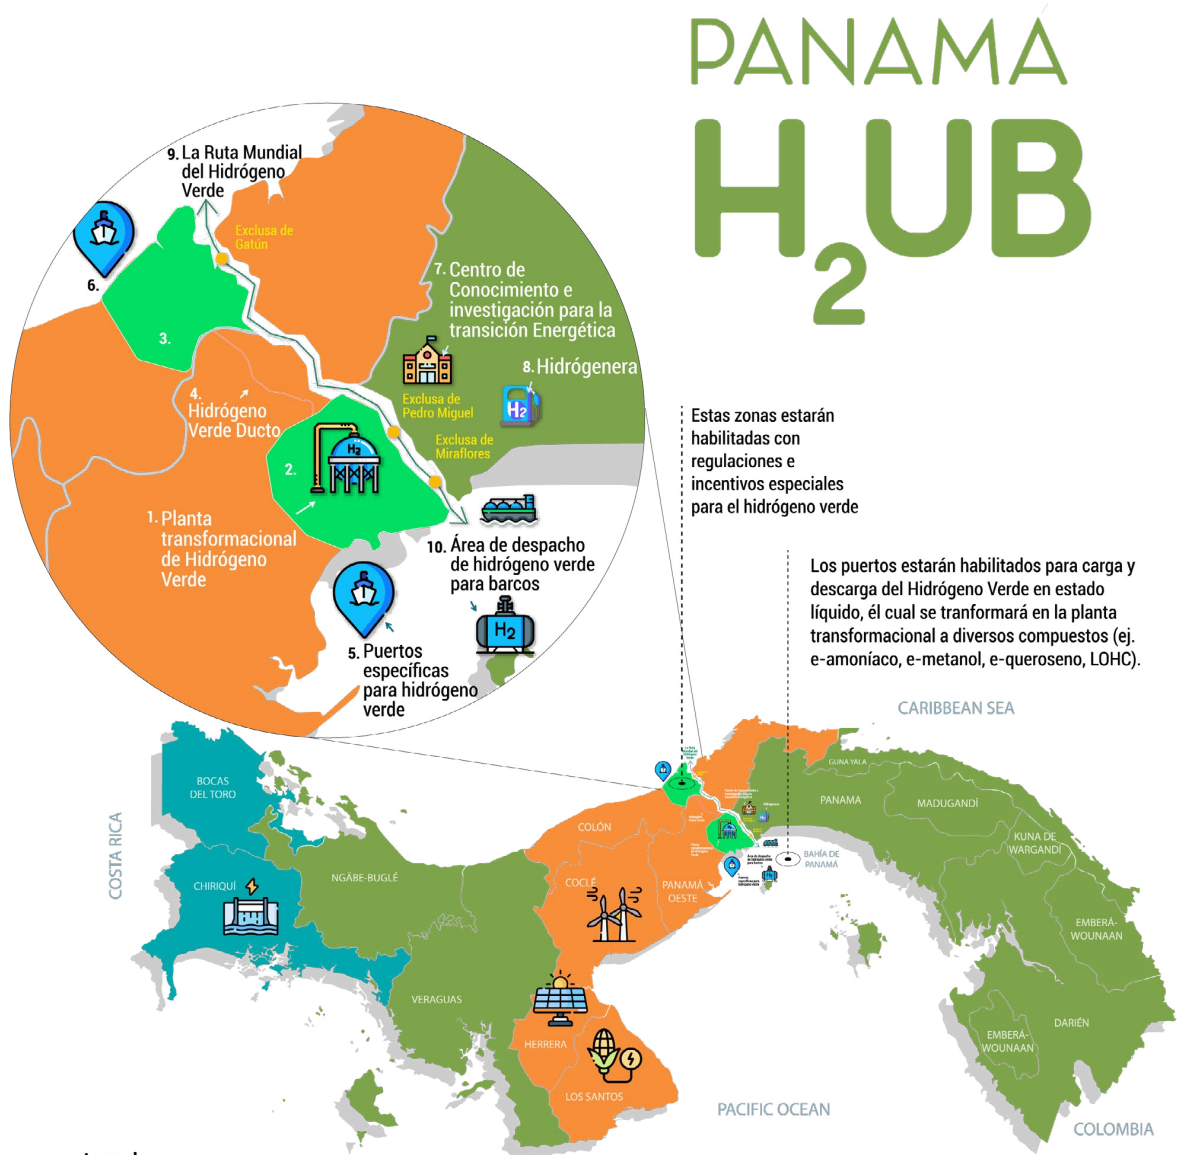 PANAMÁ
H2UB
9. La Ruta Mundial
del Hidrógeno
Verde
Exclusa de
Gatún
6.
3.
7. Centro de
Conocimiento e
investigación para la
transición Energética
8. Hidrógenera
H2
4.
Hidrógeno
Verde Ducto
Exclusa de
Pedro Miguel
Exclusa de
Miraflores
H2
2.
1. Planta
transformacional
de Hidrógeno
Verde
10. Área de despacho
de hidrógeno verde
para barcos
H2
5. Puertos
específicas
para hidrógeno
verde
Estas zonas estarán
habilitadas con
regulaciones e
incentivos especiales
para el hidrógeno verde
Los puertos estarán habilitados para carga y
descarga del Hidrógeno Verde en estado
líquido, él cual se tranformará en la planta
transformacional a diversos compuestos (ej.
e-amoníaco, e-metanol, e-queroseno, LOHC).
CARIBBEAN SEA
COSTA RICA
BOCAS
DEL TORO
CHIRIQUÍ
NGÄBE-BUGLÉ
VERAGUAS
COLÓN
COCLÉ
PANAMÁ
OESTE
HERRERA
LOS SANTOS
GUNA YALA
PANAMA
MADUGANDÍ
KUNA DE
WARGANDÍ
BAHÍA DE
PANAMÁ
EMBERÁ-
WOUNAAN
DARIÉN
EMBERÁ-
WOUNAAN
PACIFIC OCEAN
COLOMBIA